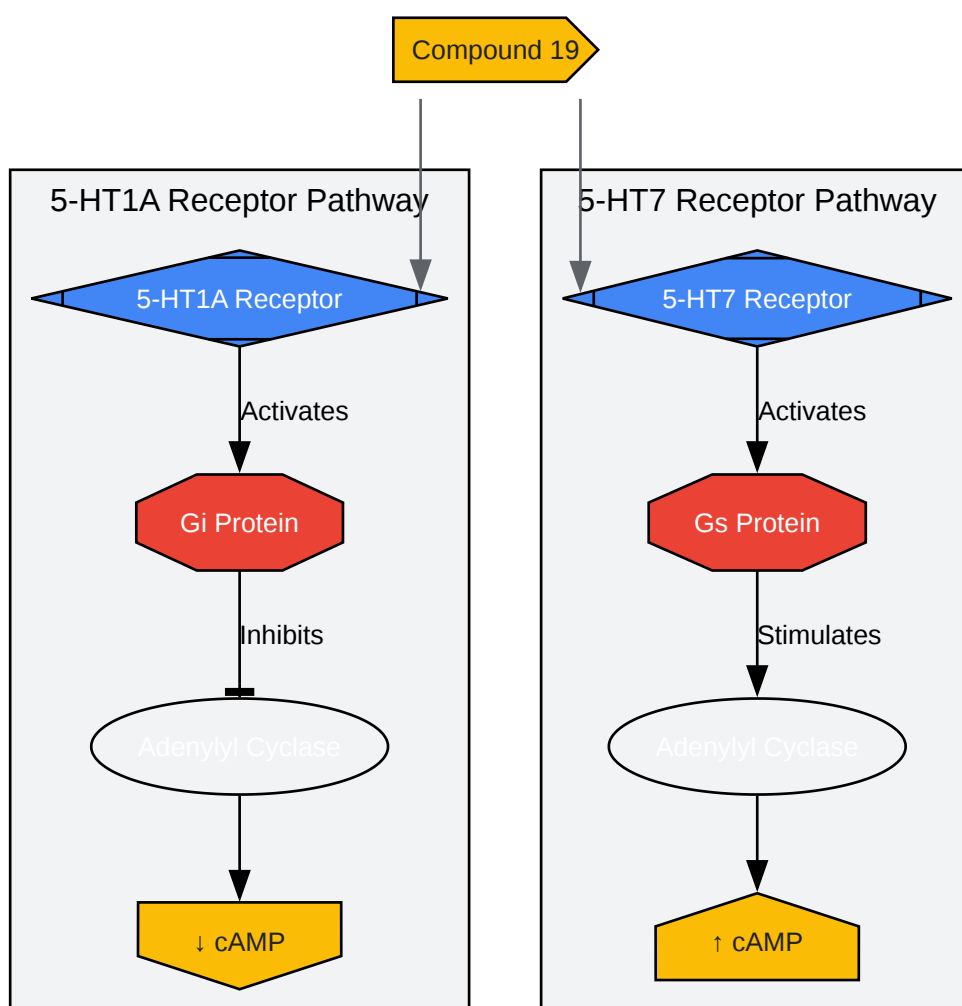 Compound 19
5-HT1A Receptor Pathway
5-HT1A Receptor
Activates
Gi Protein
Inhibits
Adenylyl Cyclase
↓ cAMP
5-HT7 Receptor Pathway
5-HT7 Receptor
Activates
Gs Protein
Stimulates
Adenylyl Cyclase
↑ cAMP